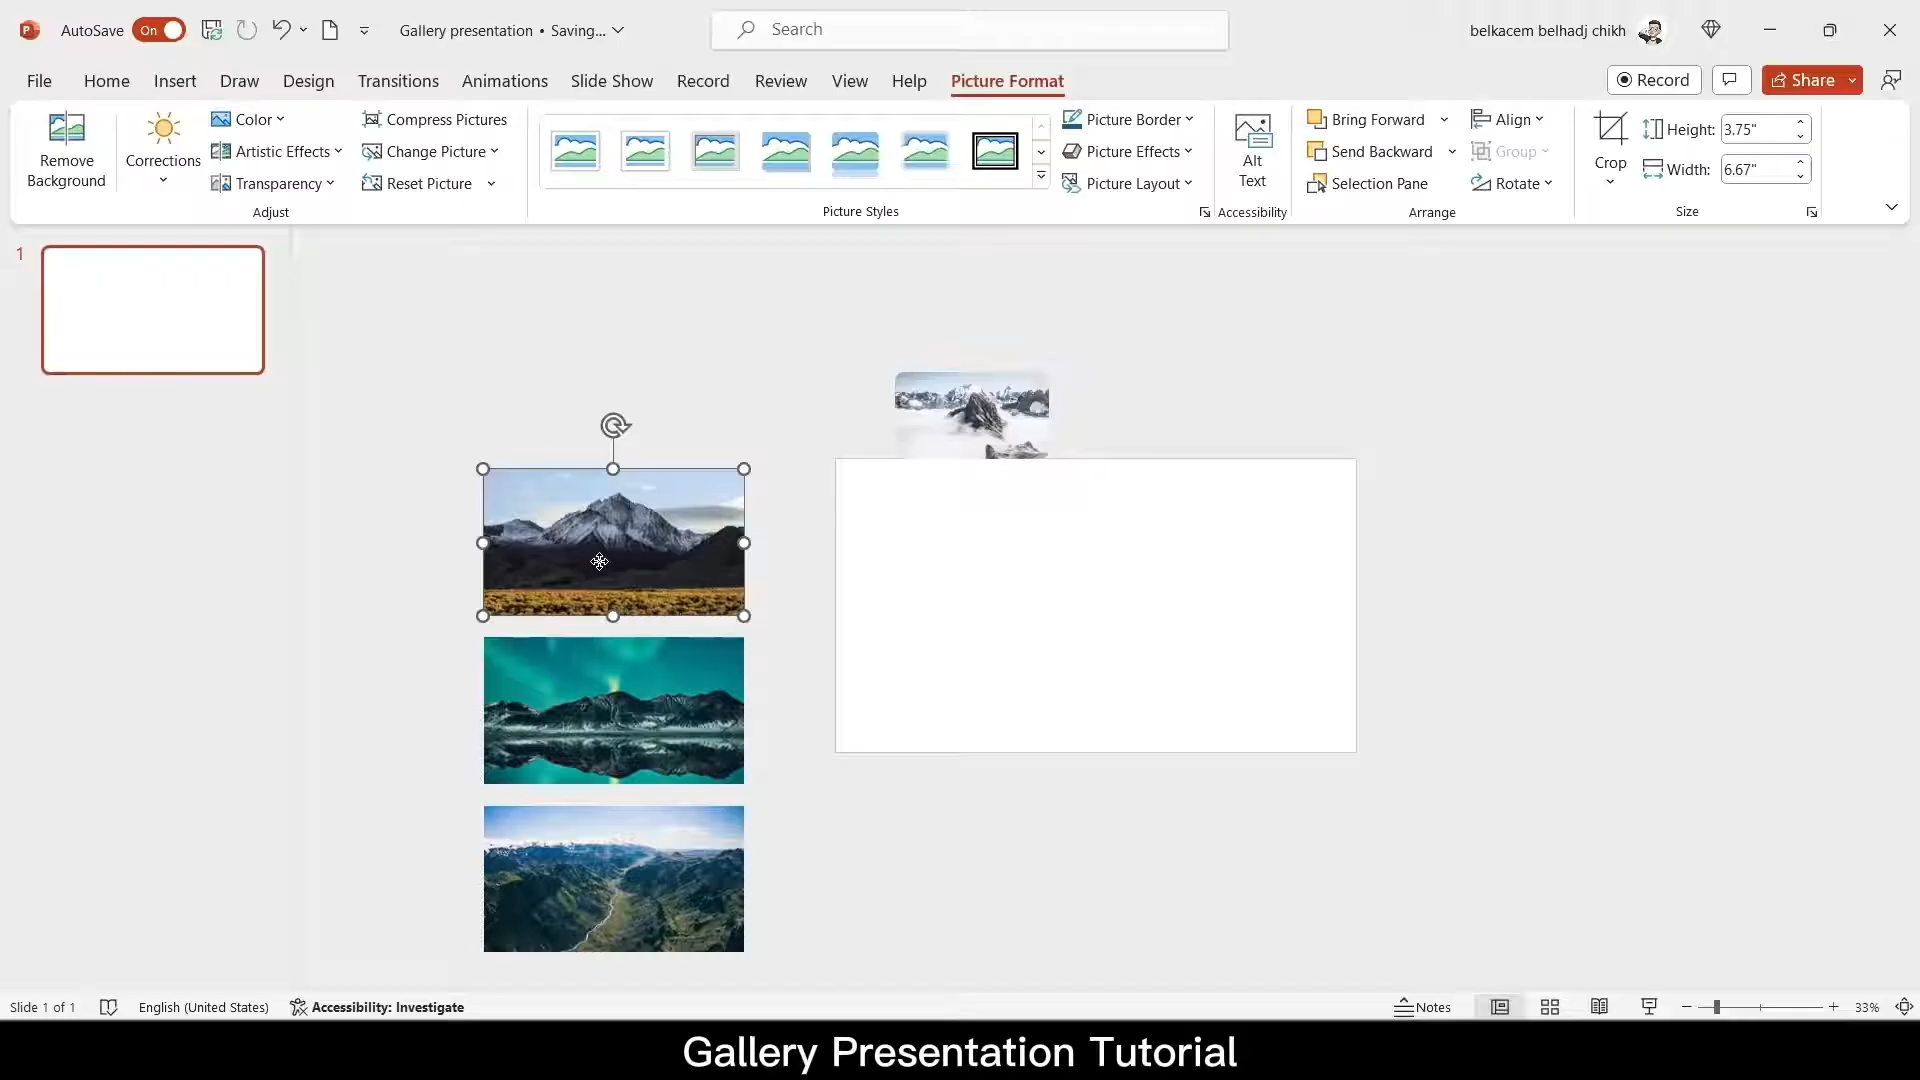 AutoSave On Gallery presentation • Saving... Search belkacem belhadj chikh
File Home Insert Draw Design Transitions Animations Slide Show Record Review View Help Picture Format Record Share
Remove Background
Corrections
Color
Artistic Effects
Transparency
Compress Pictures
Change Picture
Reset Picture
Adjust
Picture Styles
Picture Border
Picture Effects
Picture Layout
Alt Text
Accessibility
Bring Forward
Send Backward
Selection Pane
Align
Group
Rotate
Arrange
Crop
Height: 3.75"
Width: 6.67"
Size
1
Slide 1 of 1 English (United States) Accessibility: Investigate Notes 33%
Gallery Presentation Tutorial